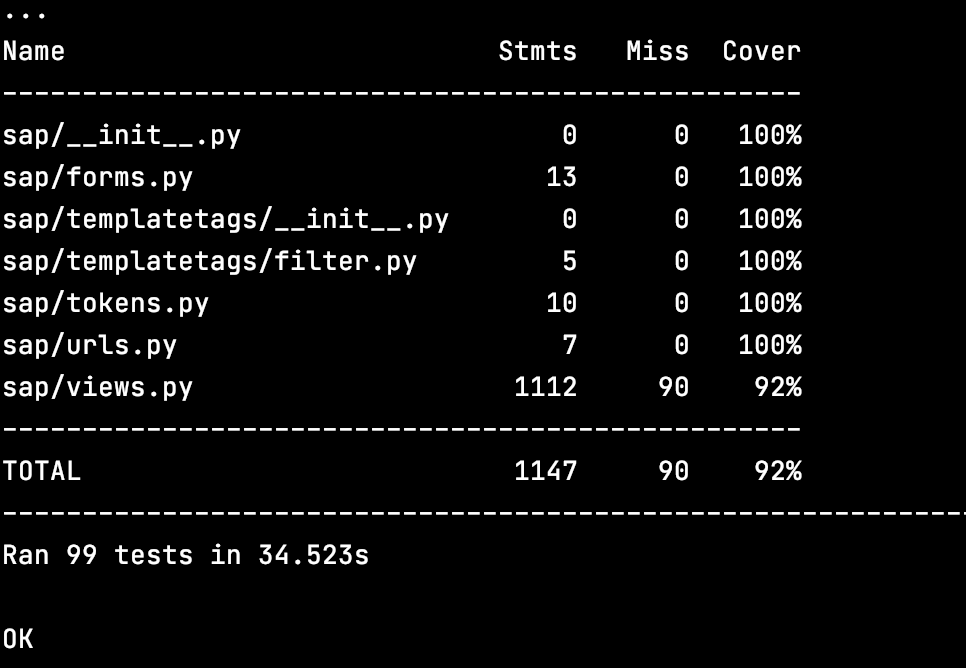 ...
Name                           Stmts   Miss  Cover
--------------------------------------------------
sap/__init__.py                    0      0   100%
sap/forms.py                      13      0   100%
sap/templatetags/__init__.py       0      0   100%
sap/templatetags/filter.py         5      0   100%
sap/tokens.py                     10      0   100%
sap/urls.py                        7      0   100%
sap/views.py                    1112     90    92%
--------------------------------------------------
TOTAL                           1147     90    92%
-------------------------------------------------------------
Ran 99 tests in 34.523s

OK